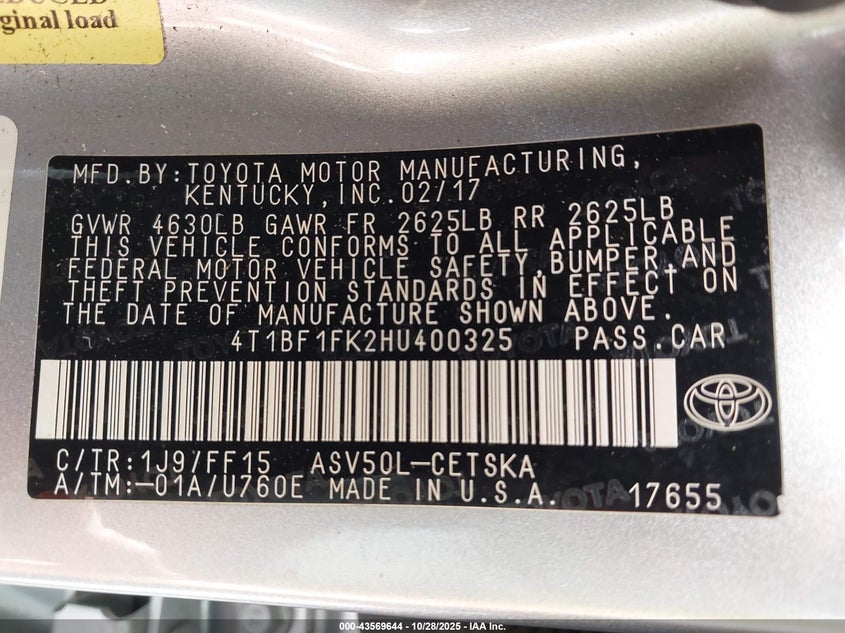 ginal load
MFD.BY:TOYOTA MOTOR MANUFACTURING,
KENTUCKY,INC.02/17
GVWR 4630LB GAWR FR 2625LB RR 2625LB
THIS VEHICLE CONFORMS TO ALL APPLICABLE
FEDERAL MOTOR VEHICLE SAFETY,BUMPER,AND
THEFT PREVENTION STANDARDS IN EFFECT ON
THE DATE OF MANUFACTURE SHOWN ABOVE.
4T1BF1FK2HU400325 PASS.CAR
C/TR:1J9/FF15 ASV50L-CETSKA
A/TM:-01A/U760E MADE IN U.S.A. 17655
000-43569644 | 10/28/2025 - IAA Inc.